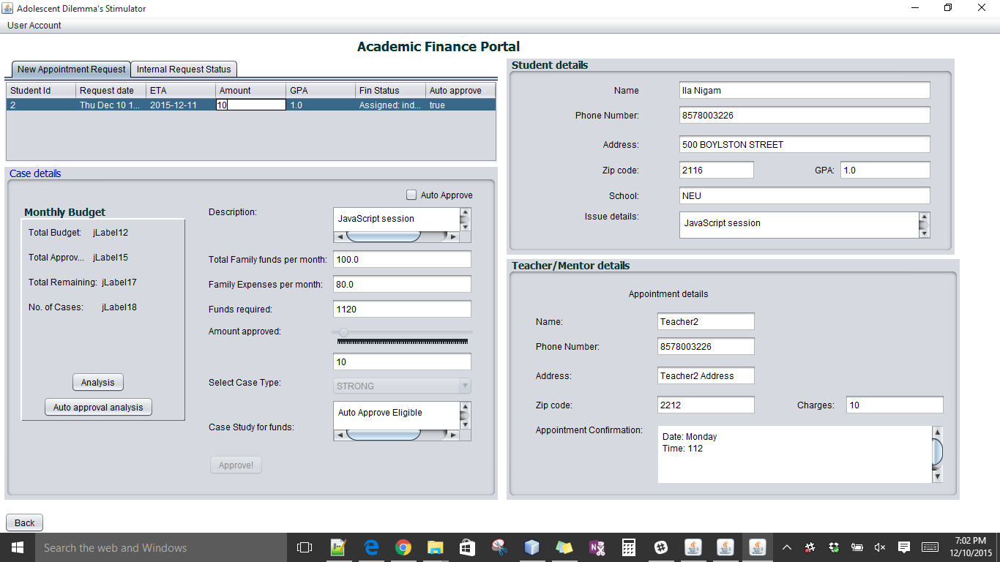 Adolescent Dilemma's Stimulator
User Account
Academic Finance Portal
New Appointment Request Internal Request Status
Student Id Request date ETA Amount GPA Fin Status Auto approve
2 Thu Dec 10 1... 2015-12-11 10 1.0 Assigned: ind... true
Case details
Auto Approve
Monthly Budget
Total Budget: jLabel12
Total Approv... jLabel15
Total Remaining: jLabel17
No. of Cases: jLabel18
Analysis
Auto approval analysis
Description: JavaScript session
Total Family funds per month: 100.0
Family Expenses per month: 80.0
Funds required: 1120
Amount approved:
10
Select Case Type: STRONG
Case Study for funds: Auto Approve Eligible
Approve!
Student details
Name Ila Nigam
Phone Number: 8578003226
Address: 500 BOYLSTON STREET
Zip code: 2116 GPA: 1.0
School: NEU
Issue details: JavaScript session
Teacher/Mentor details
Appointment details
Name: Teacher2
Phone Number: 8578003226
Address: Teacher2 Address
Zip code: 2212 Charges: 10
Appointment Confirmation: Date: Monday
Time: 112
Back
Search the web and Windows
7:02 PM
12/10/2015